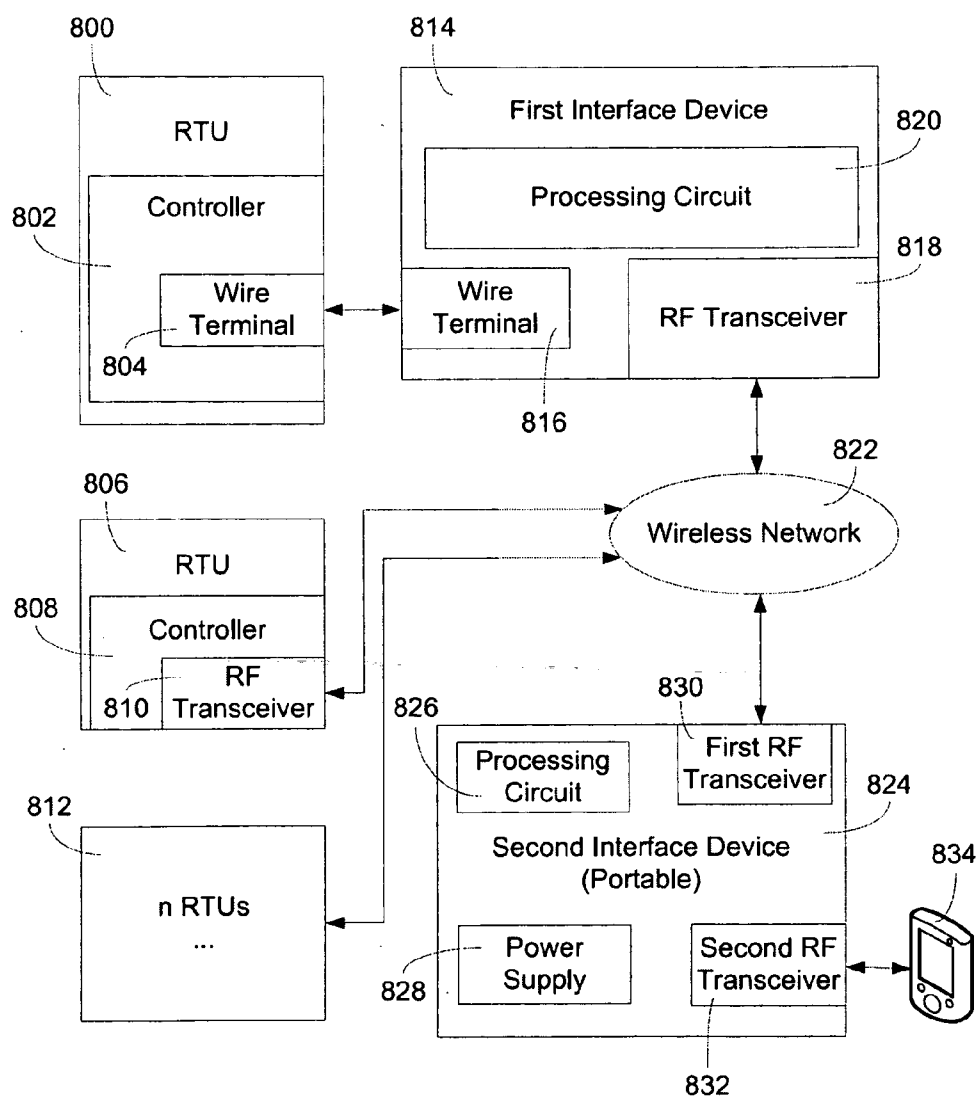 800
RTU
802
Controller
Wire
Terminal
804
814
First Interface Device
820
Processing Circuit
818
Wire
Terminal
RF Transceiver
816
822
Wireless Network
806
RTU
808
Controller
810
RF
Transceiver
812
n RTUs
...
826
830
Processing
Circuit
First RF
Transceiver
824
Second Interface Device
(Portable)
834
Power
Supply
828
Second RF
Transceiver
832